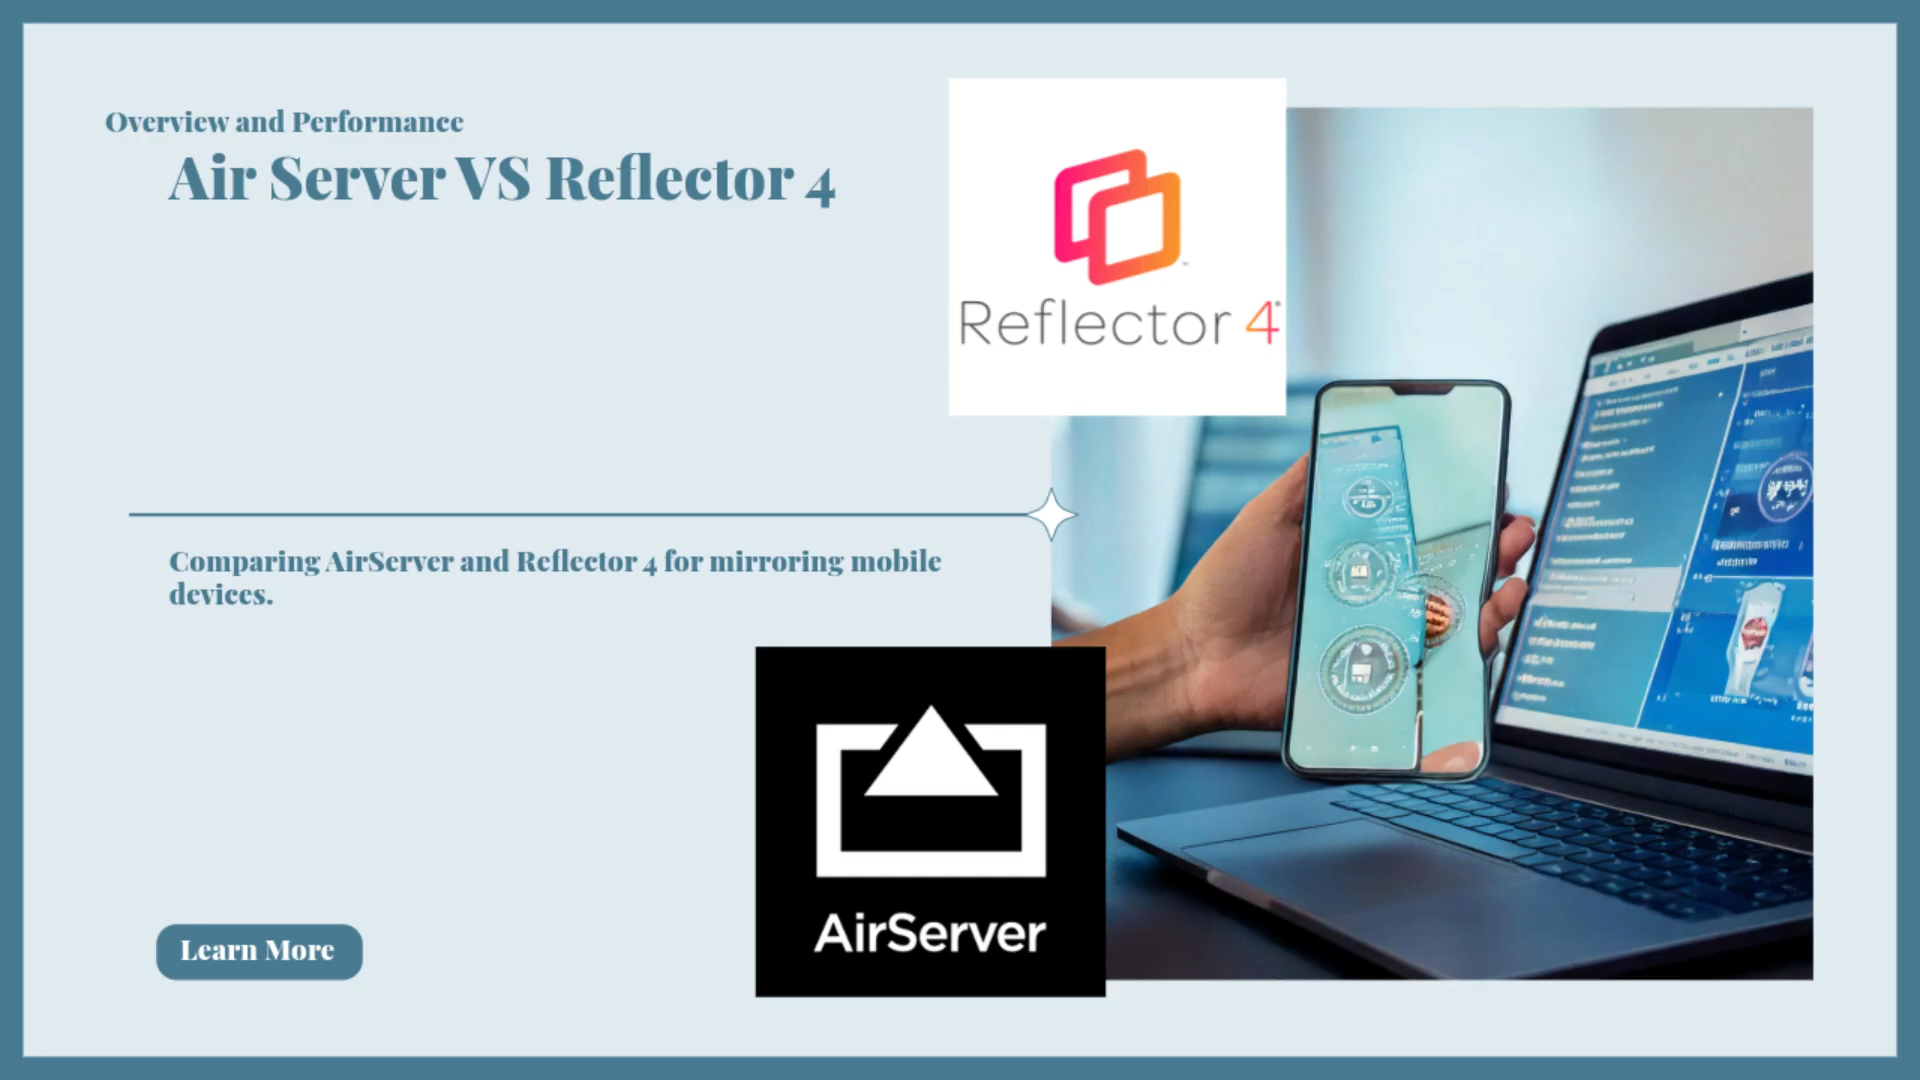 Overview and Performance
Air Server VS Reflector 4
Reflector 4
Comparing AirServer and Reflector 4 for mirroring mobile
devices.
AirServer
Learn More